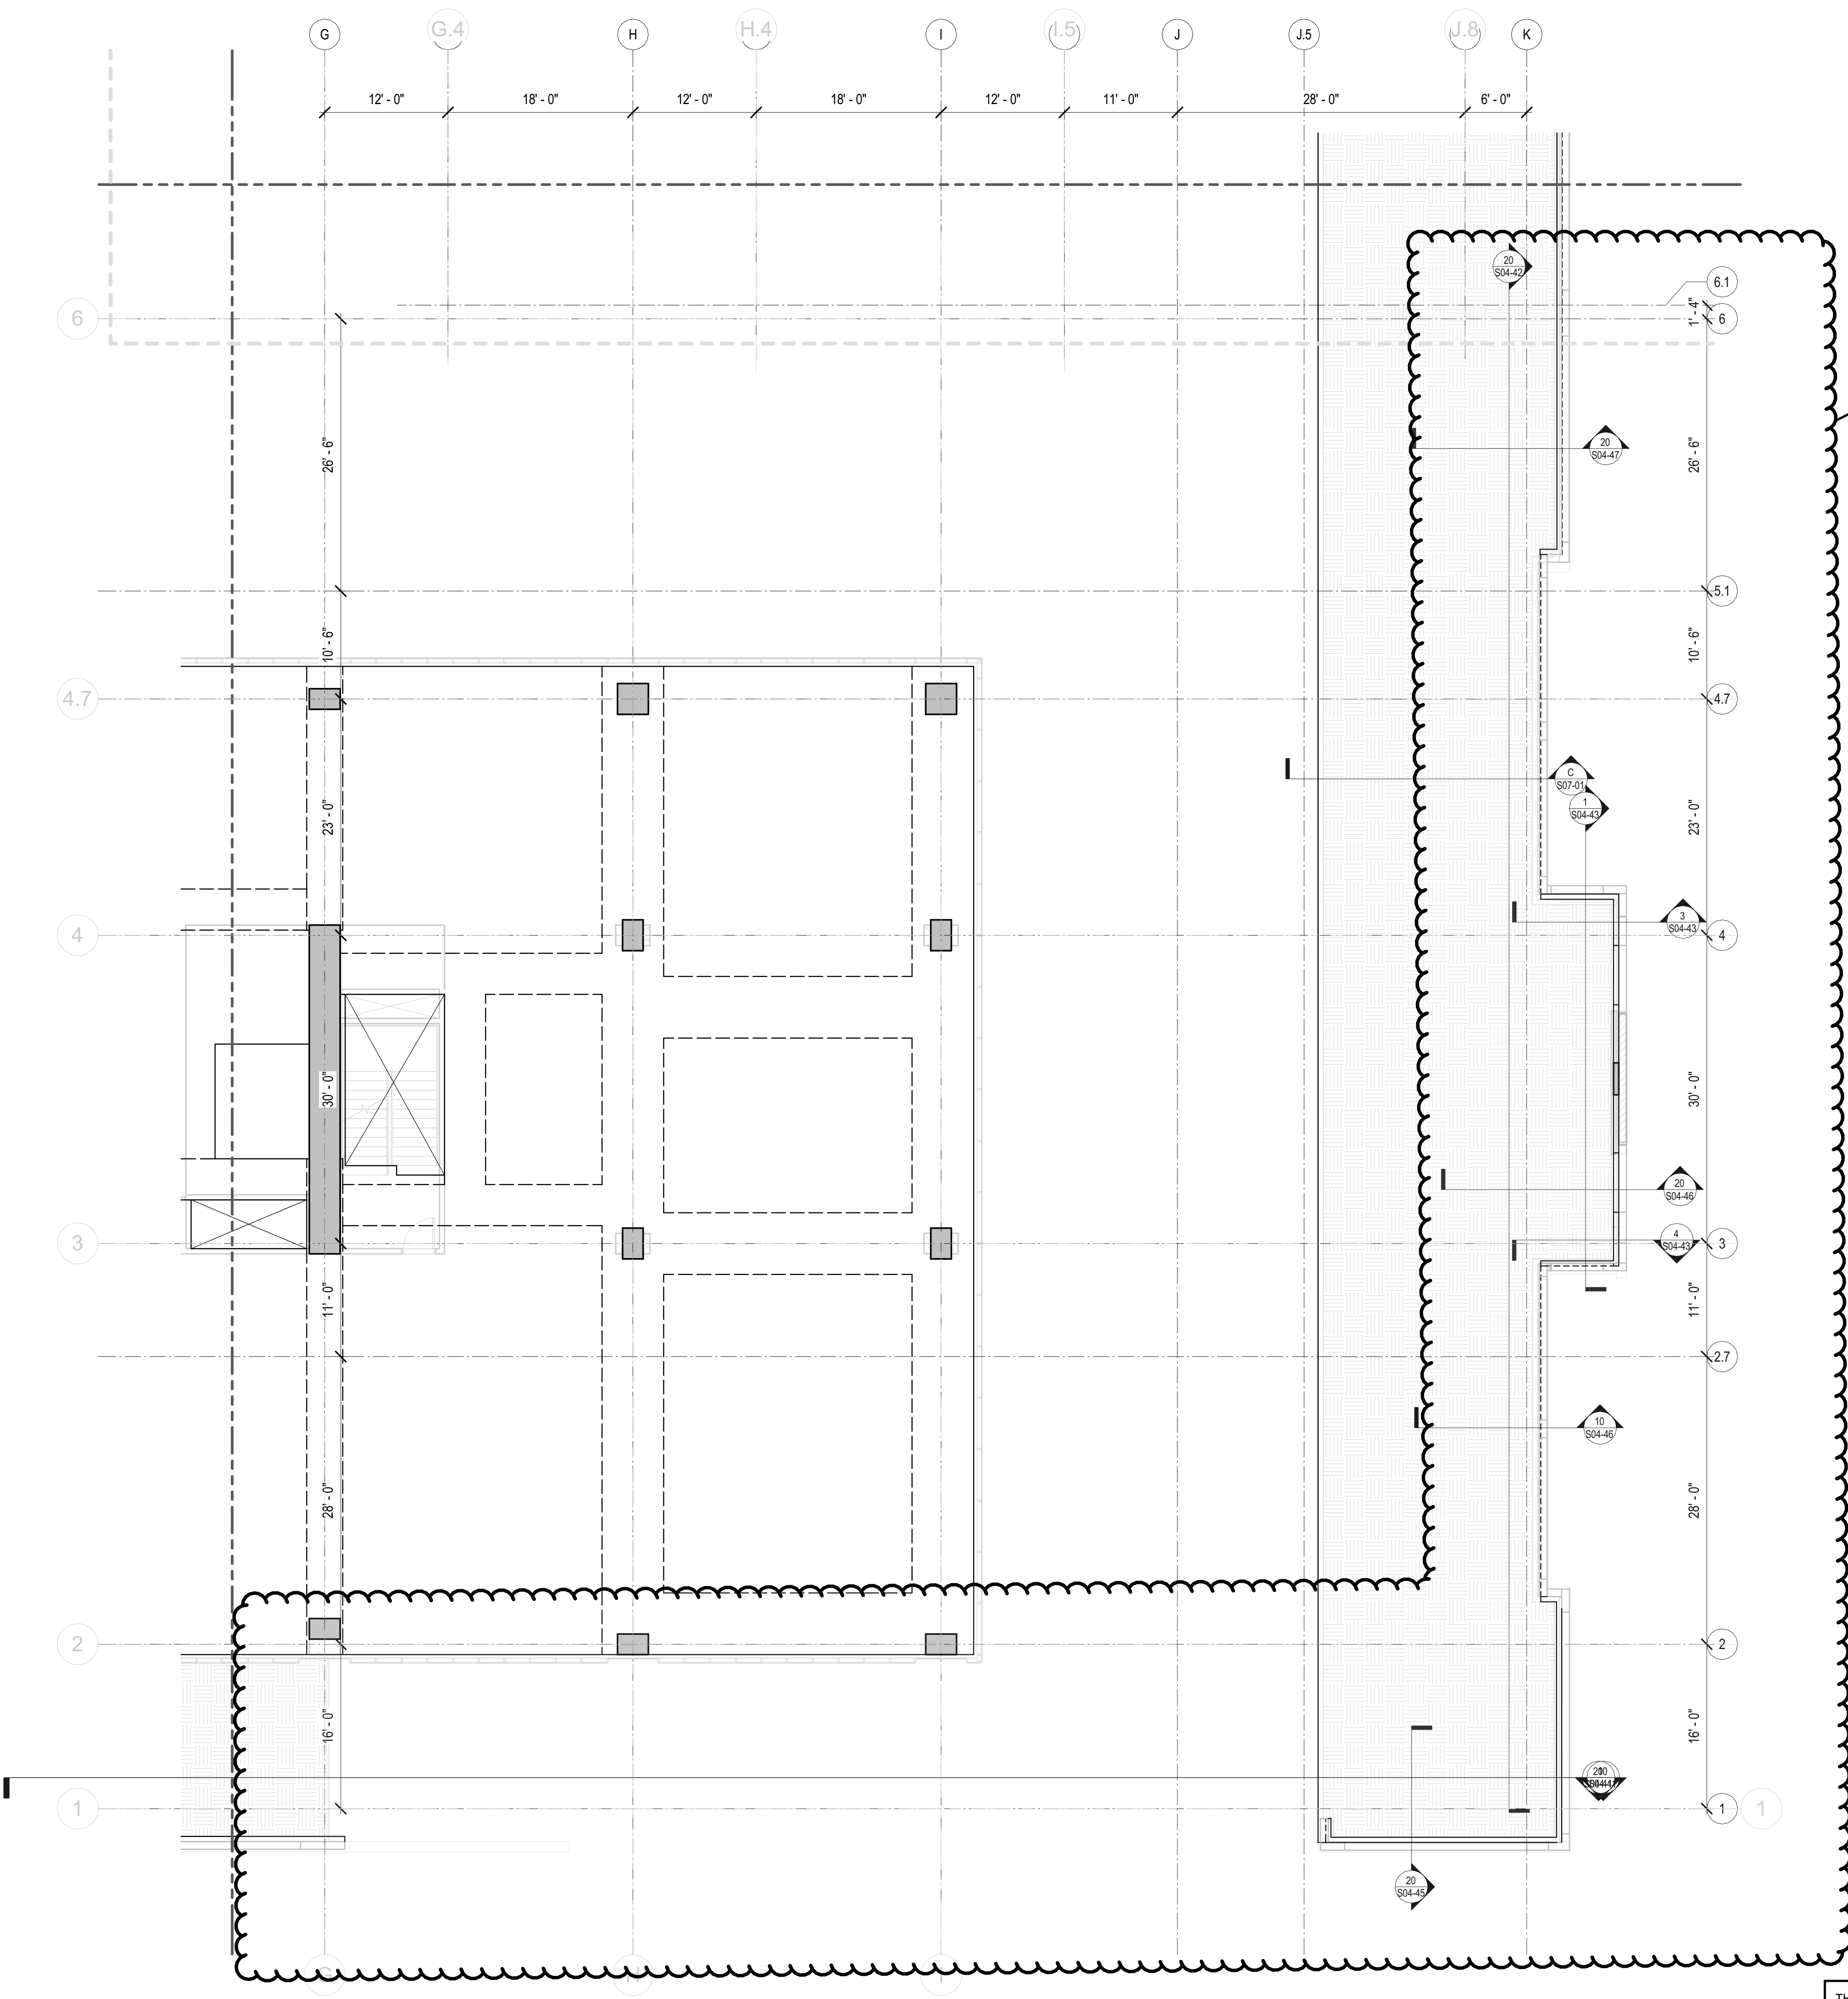 G G.4 H H.4 I I.5 J J.5 J.8 K
12' - 0" 18' - 0" 12' - 0" 18' - 0" 12' - 0" 11' - 0" 28' - 0" 6' - 0"
20
S04-42
6.1
1' - 4"
6 6
20
S04-47
26' - 6" 26' - 6"
5.1
10' - 6" 10' - 6"
4.7 4.7
C
S07-01
1
S04-43
23' - 0" 23' - 0"
3
S04-43
4 4
30' - 0" 30' - 0"
20
S04-46
4
S04-43
3 3
11' - 0" 11' - 0"
2.7
10
S04-46
28' - 0" 28' - 0"
2 2
16' - 0" 16' - 0"
1 1 1
20
S04-45
G H I